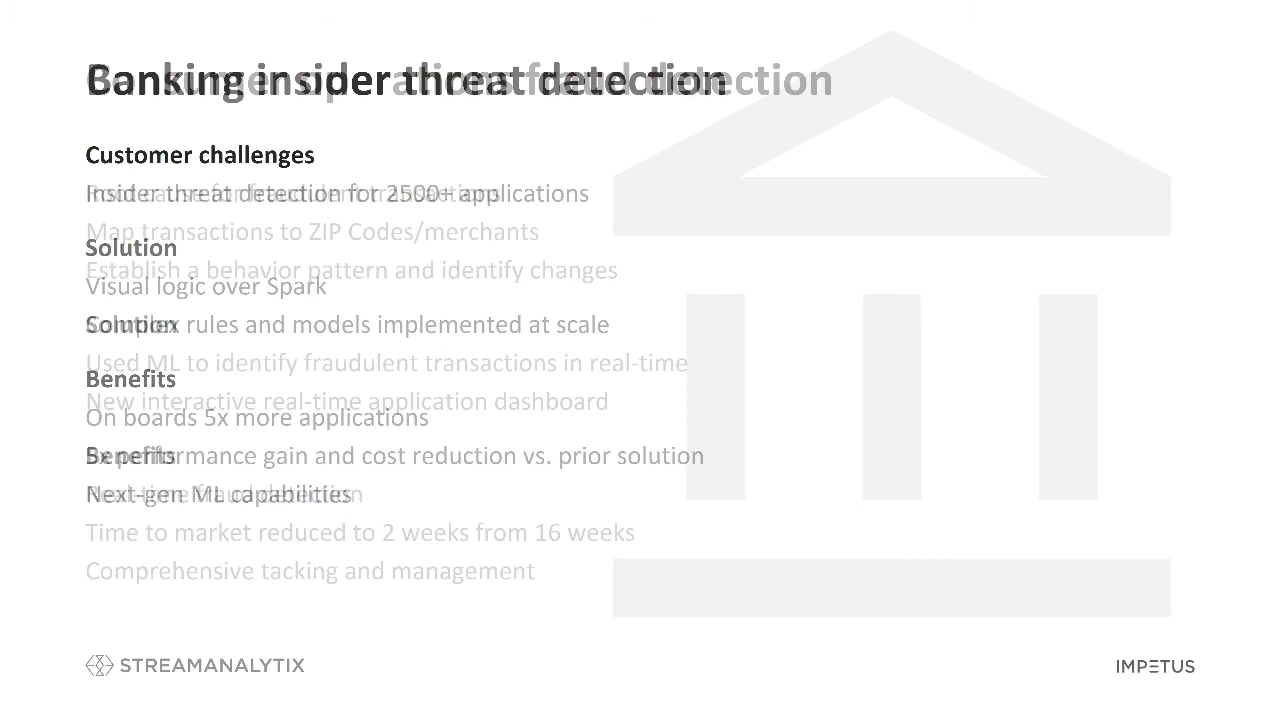 Banking insider threat detection
Customer challenges
Insider threat detection for 2500+ applications
Map transactions to ZIP Codes/merchants
Solution
Establish a behavior pattern and identify changes
Visual logic over Spark
Complex rules and models implemented at scale
Used ML to identify fraudulent transactions in real-time
Benefits
New interactive real-time application dashboard
On boards 5x more applications
5x performance gain and cost reduction vs. prior solution
Next-gen ML capabilities
Time to market reduced to 2 weeks from 16 weeks
Comprehensive tacking and management
STREAMANALYTIX
IMPETUS